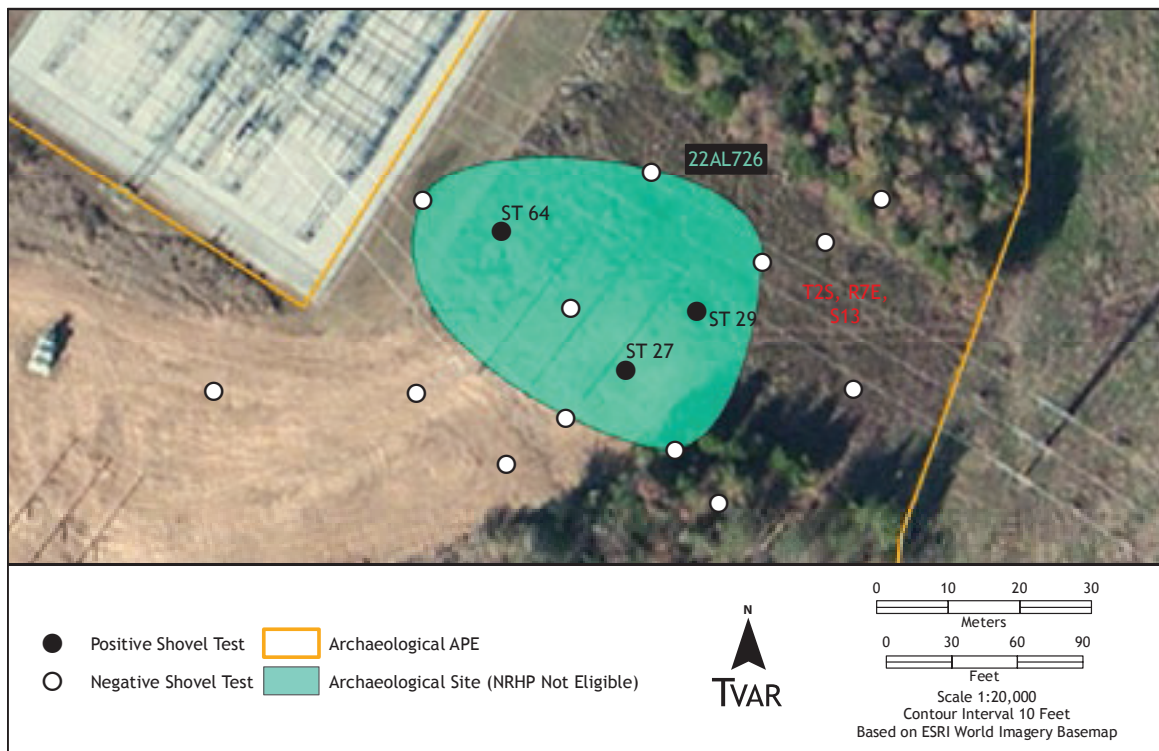 22AL726
ST 64
T2S, R7E,
S13
ST 29
ST 27
Positive Shovel Test
Archaeological APE
Negative Shovel Test
Archaeological Site (NRHP Not Eligible)
N
TVAR
0 10 20 30
Meters
0 30 60 90
Feet
Scale 1:20,000
Contour Interval 10 Feet
Based on ESRI World Imagery Basemap